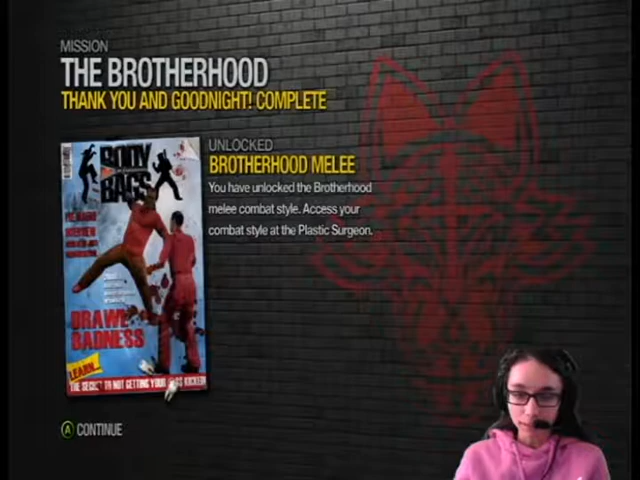 MISSION
THE BROTHERHOOD
THANK YOU AND GOODNIGHT! COMPLETE
UNLOCKED
BROTHERHOOD MELEE
You have unlocked the Brotherhood
melee combat style. Access your
combat style at the Plastic Surgeon.
BODY
BAGS
BRAWL
BADNESS
LEARN
THE SECRET TO NOT GETTING YOUR KICKED!
A CONTINUE